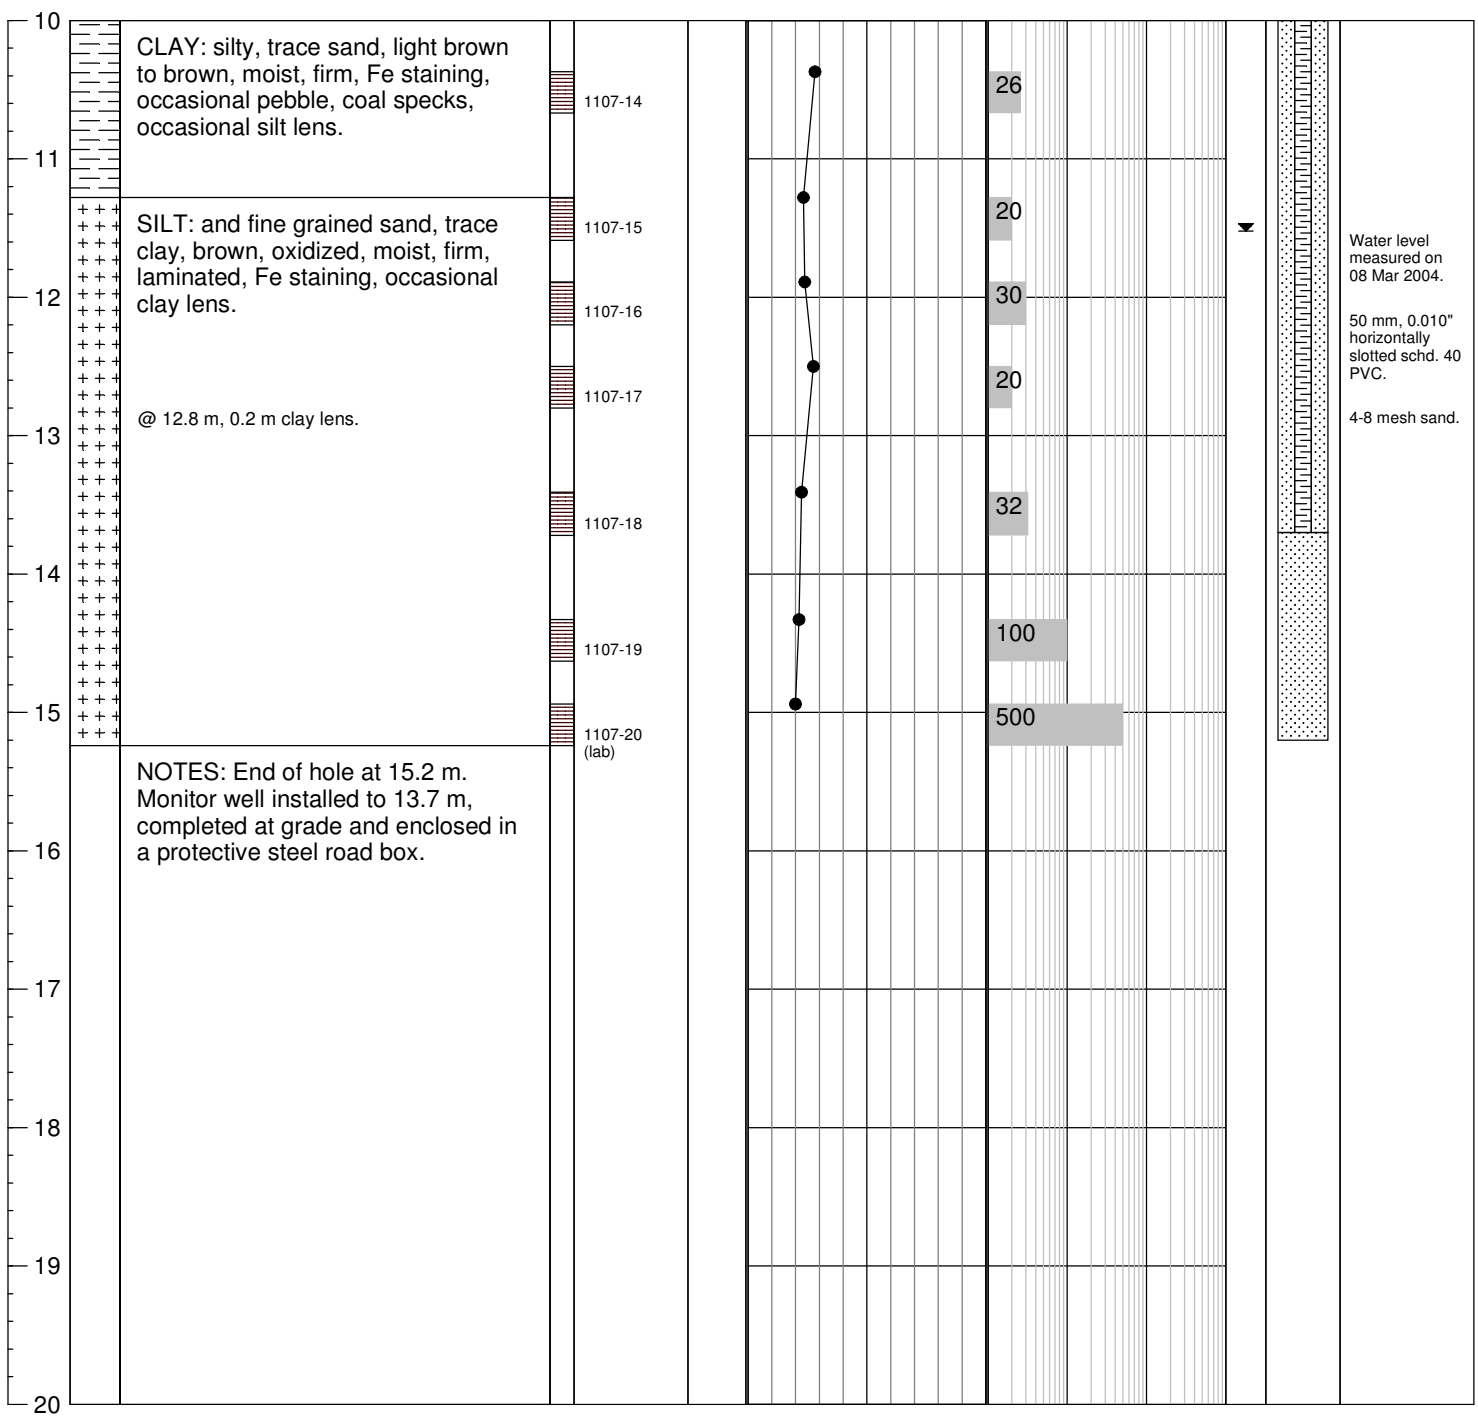 10
CLAY: silty, trace sand, light brown
to brown, moist, firm, Fe staining,
occasional pebble, coal specks,
occasional silt lens.
1107-14
26
11
SILT: and fine grained sand, trace
clay, brown, oxidized, moist, firm,
laminated, Fe staining, occasional
clay lens.
1107-15
20
Water level
measured on
08 Mar 2004.
12
1107-16
30
50 mm, 0.010"
horizontally
slotted schd. 40
PVC.
1107-17
20
@ 12.8 m, 0.2 m clay lens.
4-8 mesh sand.
13
1107-18
32
14
1107-19
100
15
1107-20
(lab)
500
NOTES: End of hole at 15.2 m.
Monitor well installed to 13.7 m,
completed at grade and enclosed in
a protective steel road box.
16
17
18
19
20